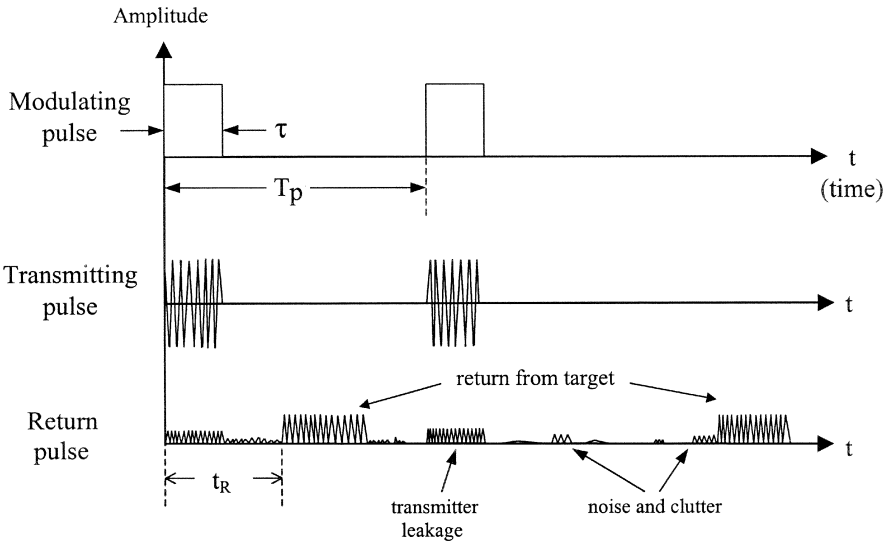 Amplitude
Modulating
pulse
τ
t
(time)
Tp
Transmitting
pulse
t
return from target
Return
pulse
t
tR
transmitter
leakage
noise and clutter